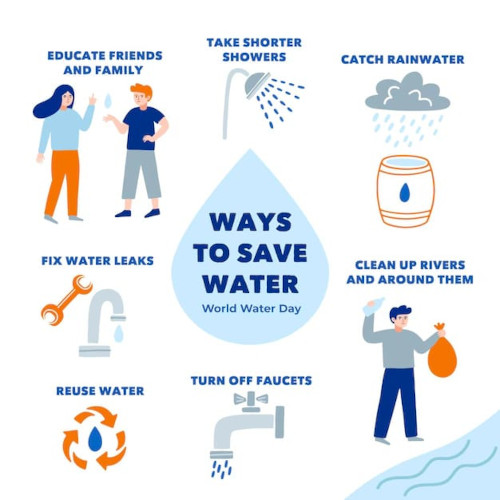 EDUCATE FRIENDS
AND FAMILY
TAKE SHORTER
SHOWERS
CATCH RAINWATER
WAYS
TO SAVE
WATER
World Water Day
FIX WATER LEAKS
CLEAN UP RIVERS
AND AROUND THEM
REUSE WATER
TURN OFF FAUCETS